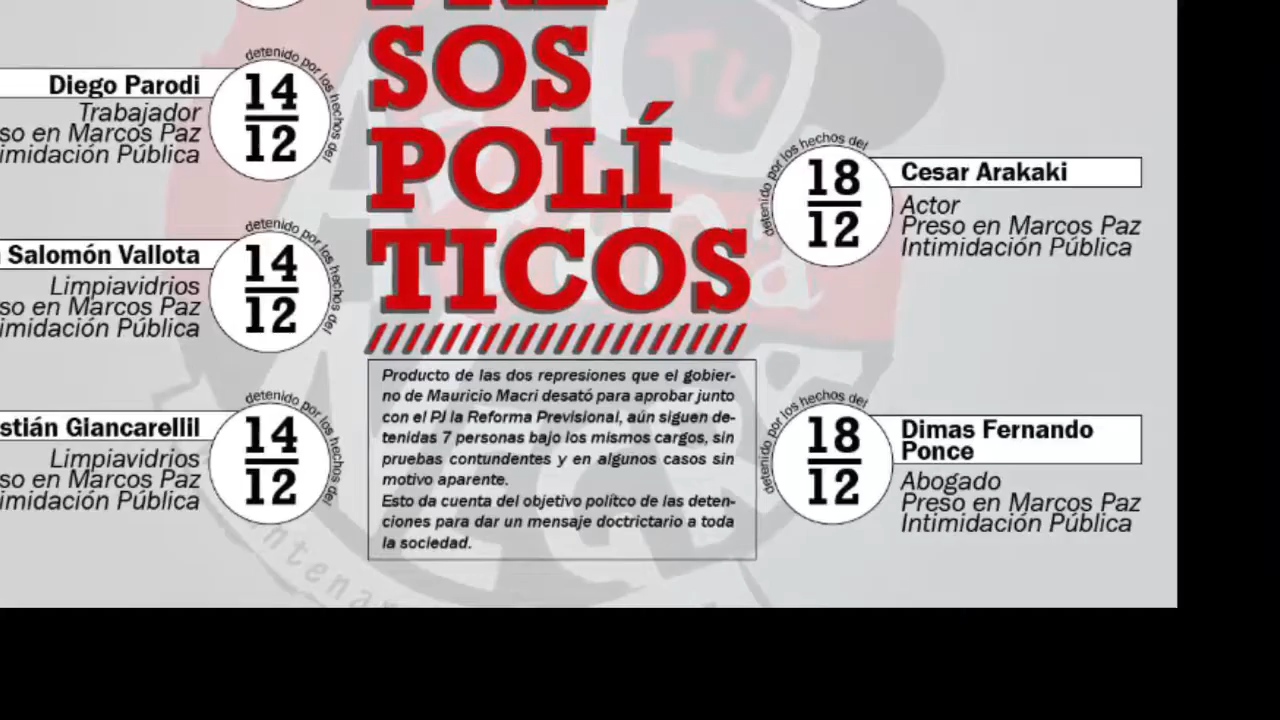 SOS
POLÍ
TICOS
detenido por los hechos del
14
12
Diego Parodi
Trabajador
so en Marcos Paz
imidación Pública
detenido por los hechos del
14
12
Salomón Vallota
Limpiavidrios
so en Marcos Paz
imidación Pública
detenido por los hechos del
14
12
stián Giancarellil
Limpiavidrios
so en Marcos Paz
imidación Pública
Producto de las dos represiones que el gobier-
no de Mauricio Macri desató para aprobar junto
con el PJ la Reforma Previsional, aún siguen de-
tenidas 7 personas bajo los mismos cargos, sin
pruebas contundentes y en algunos casos sin
motivo aparente.
Esto da cuenta del objetivo polítco de las deten-
ciones para dar un mensaje doctrictario a toda
la sociedad.
detenido por los hechos del
18
12
Cesar Arakaki
Actor
Preso en Marcos Paz
Intimidación Pública
detenido por los hechos del
18
12
Dimas Fernando
Ponce
Abogado
Preso en Marcos Paz
Intimidación Pública
TU